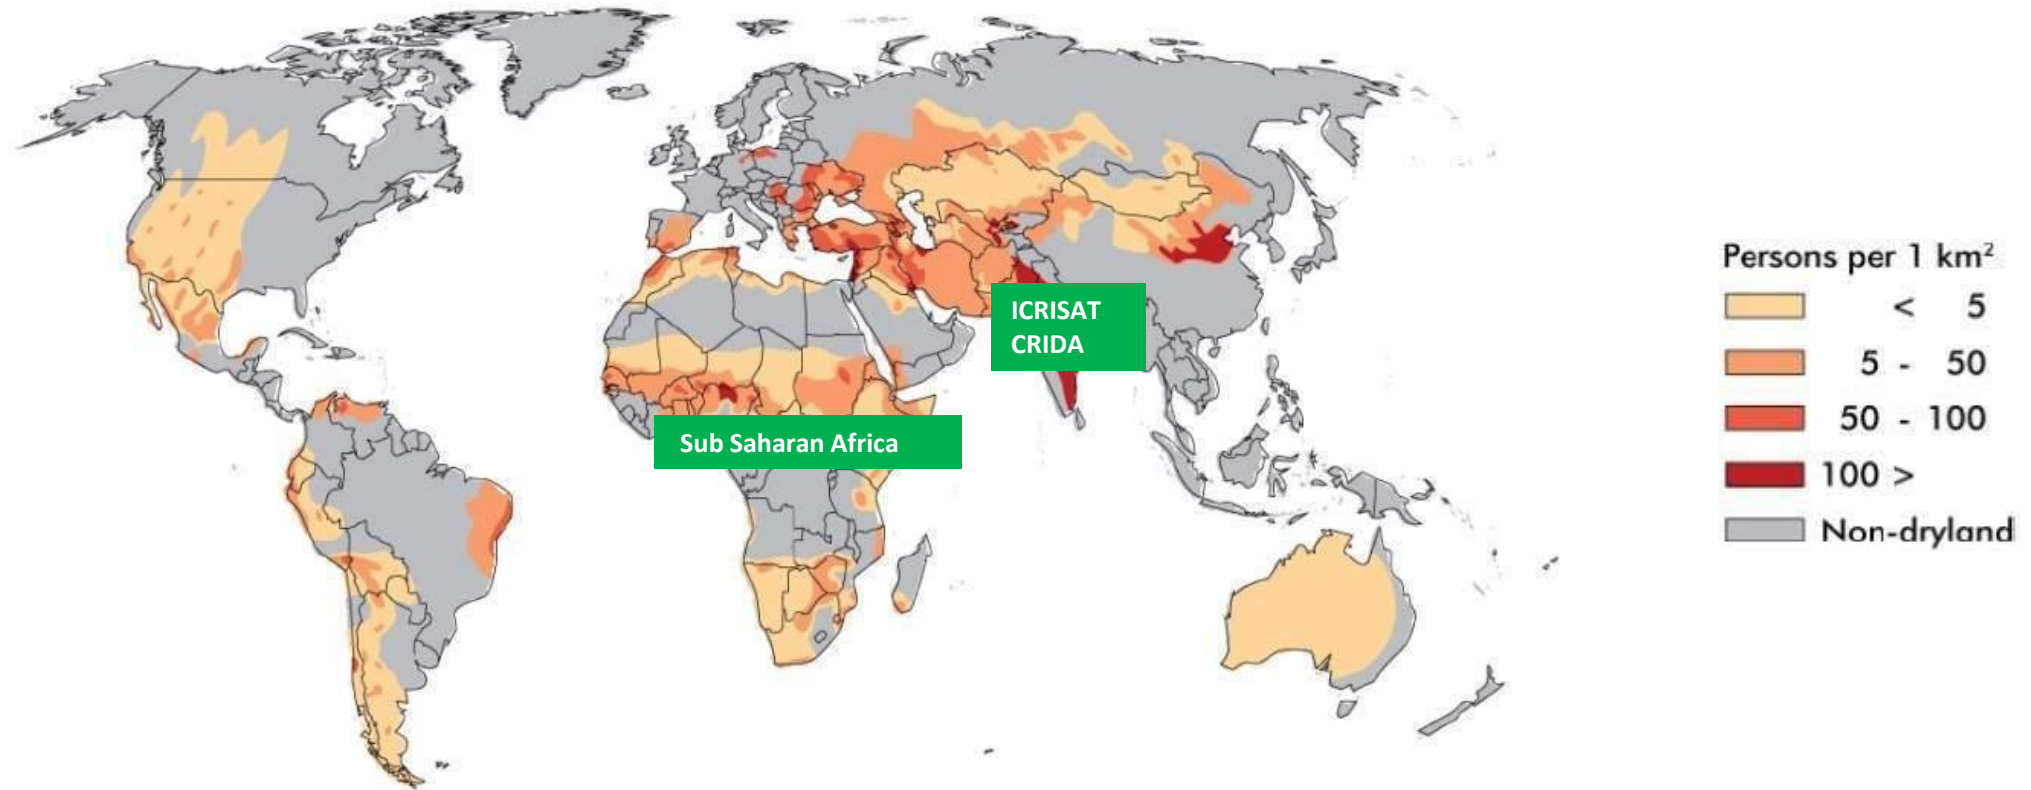 ICRISAT
CRIDA
Sub Saharan Africa
Persons per 1 km²
< 5
5 - 50
50 - 100
100 >
Non-dryland